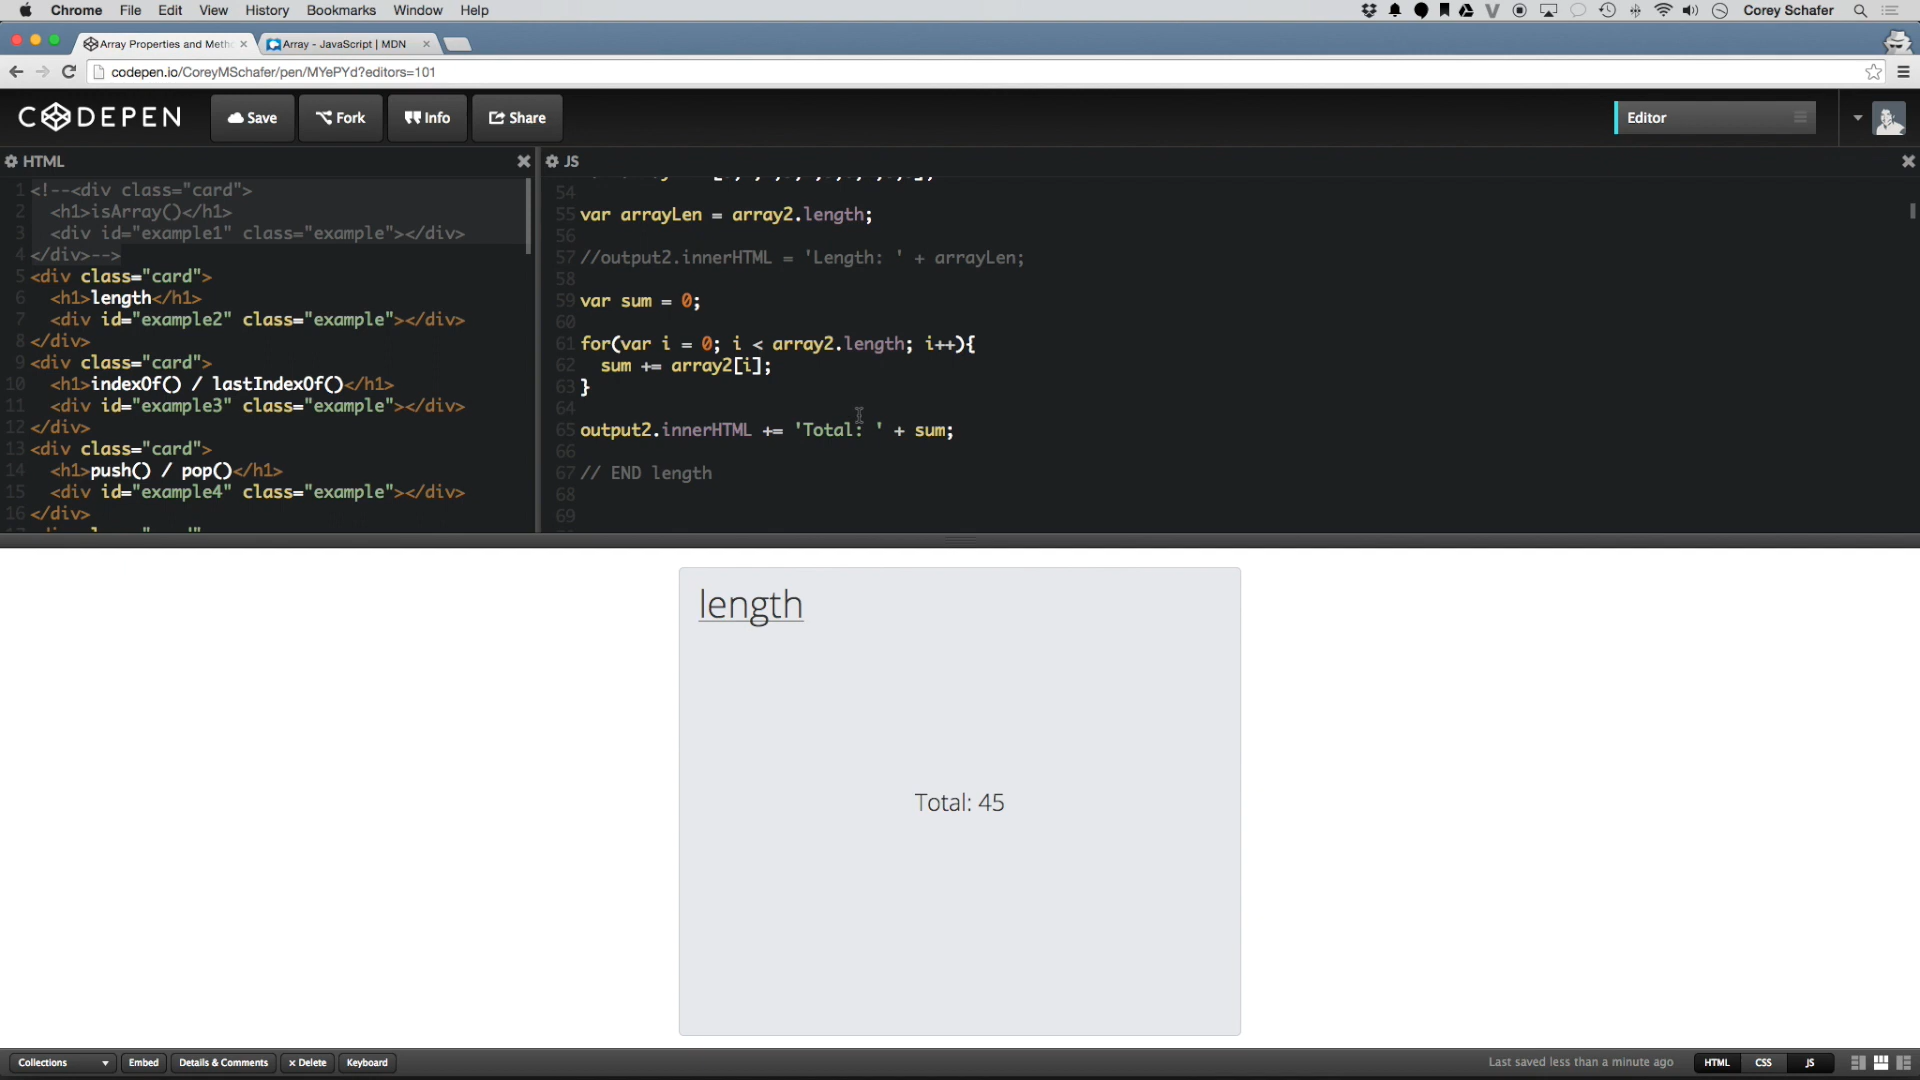 Chrome File Edit View History Bookmarks Window Help Corey Schafer
Array Properties and Meth Array - JavaScript | MDN
codepen.io/CoreyMSchafer/pen/MYePYd?editors=101
CODEPEN Save Fork Info Share Editor
HTML
1 <!--<div class="card">
2 <h1>isArray()</h1>
3 <div id="example1" class="example"></div>
4 </div>-->
5 <div class="card">
6 <h1>length</h1>
7 <div id="example2" class="example"></div>
8 </div>
9 <div class="card">
10 <h1>indexOf() / lastIndexOf()</h1>
11 <div id="example3" class="example"></div>
12 </div>
13 <div class="card">
14 <h1>push() / pop()</h1>
15 <div id="example4" class="example"></div>
16 </div>
JS
54
55 var arrayLen = array2.length;
56
57 //output2.innerHTML = 'Length: ' + arrayLen;
58
59 var sum = 0;
60
61 for(var i = 0; i < array2.length; i++){
62 sum += array2[i];
63 }
64
65 output2.innerHTML += 'Total: ' + sum;
66
67 // END length
68
69
length
Total: 45
Collections Embed Details & Comments × Delete Keyboard Last saved less than a minute ago HTML CSS JS